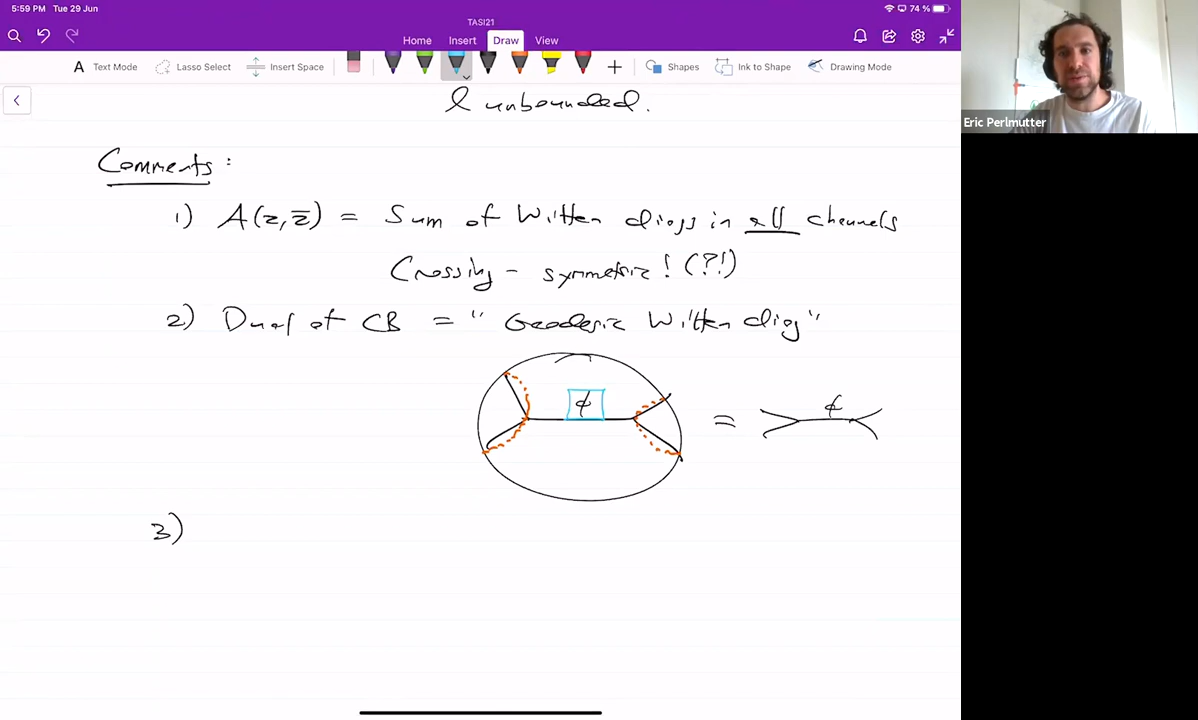 5:59 PM Tue 29 Jun
74 %
TASI21
Home Insert Draw View
Text Mode Lasso Select Insert Space Shapes Ink to Shape Drawing Mode
Eric Perlmutter
l unbounded.
Comments:
1) A(z, z̅) = Sum of Witten diags in all channels
Crossing - symmetric! (?!)
2) Dual of CB = "Geodesic Witten diag"
ϕ = ϕ
3)